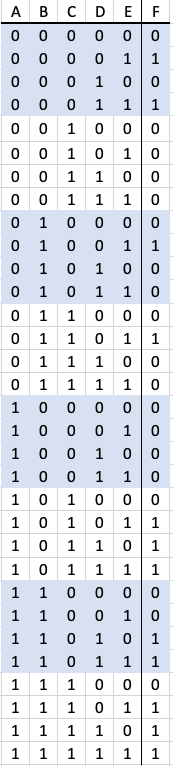 A B C D E F
0 0 0 0 0 0
0 0 0 0 1 1
0 0 0 1 0 0
0 0 0 1 1 1
0 0 1 0 0 0
0 0 1 0 1 0
0 0 1 1 0 0
0 0 1 1 1 0
0 1 0 0 0 0
0 1 0 0 1 1
0 1 0 1 0 0
0 1 0 1 1 0
0 1 1 0 0 0
0 1 1 0 1 1
0 1 1 1 0 0
0 1 1 1 1 0
1 0 0 0 0 0
1 0 0 0 1 0
1 0 0 1 0 0
1 0 0 1 1 0
1 0 1 0 0 0
1 0 1 0 1 1
1 0 1 1 0 1
1 0 1 1 1 1
1 1 0 0 0 0
1 1 0 0 1 0
1 1 0 1 0 1
1 1 0 1 1 1
1 1 1 0 0 0
1 1 1 0 1 1
1 1 1 1 0 1
1 1 1 1 1 1